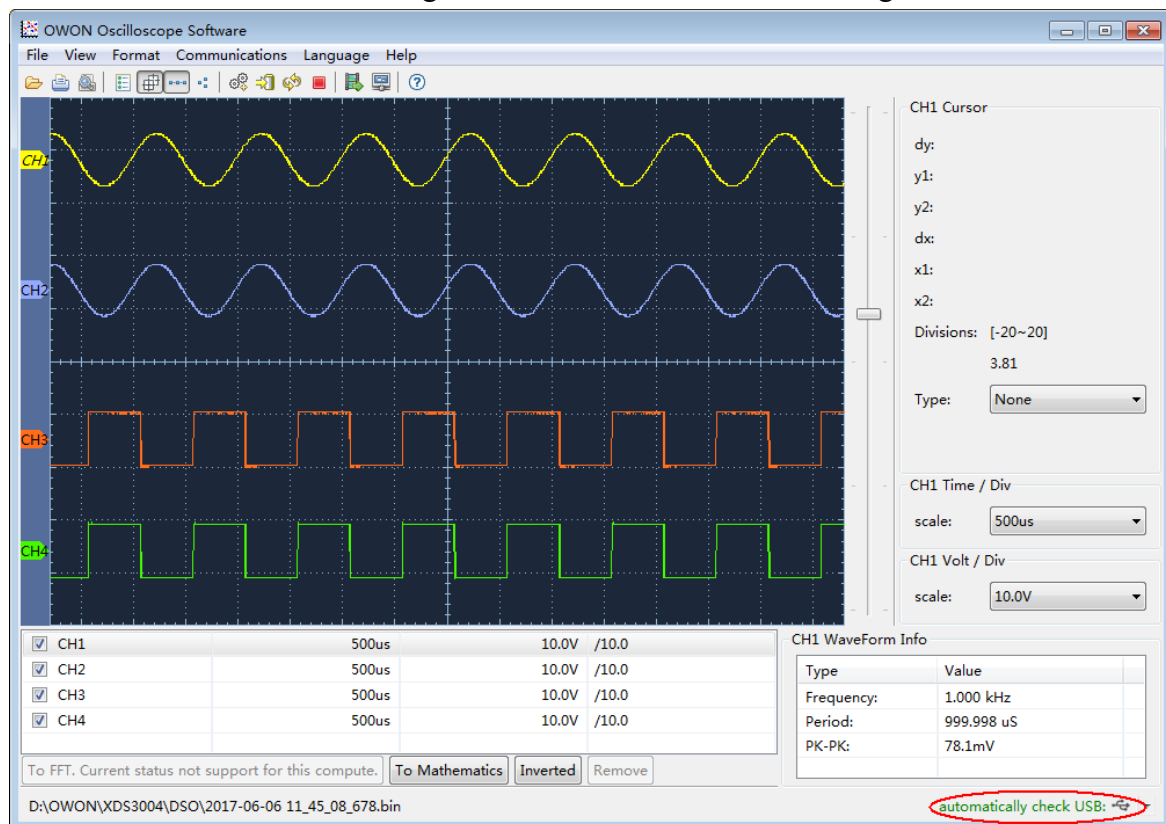 OWON Oscilloscope Software
File View Format Communications Language Help
CH1 Cursor
dy:
y1:
y2:
dx:
x1:
x2:
Divisions: [-20~20]
3.81
Type: None
CH1
CH2
CH3
CH4
CH1 Time / Div
scale: 500us
CH1 Volt / Div
scale: 10.0V
CH1 500us 10.0V /10.0
CH2 500us 10.0V /10.0
CH3 500us 10.0V /10.0
CH4 500us 10.0V /10.0
CH1 WaveForm Info
Type Value
Frequency: 1.000 kHz
Period: 999.998 uS
PK-PK: 78.1mV
To FFT. Current status not support for this compute. To Mathematics Inverted Remove
D:\OWON\XDS3004\DSO\2017-06-06 11_45_08_678.bin
automatically check USB: